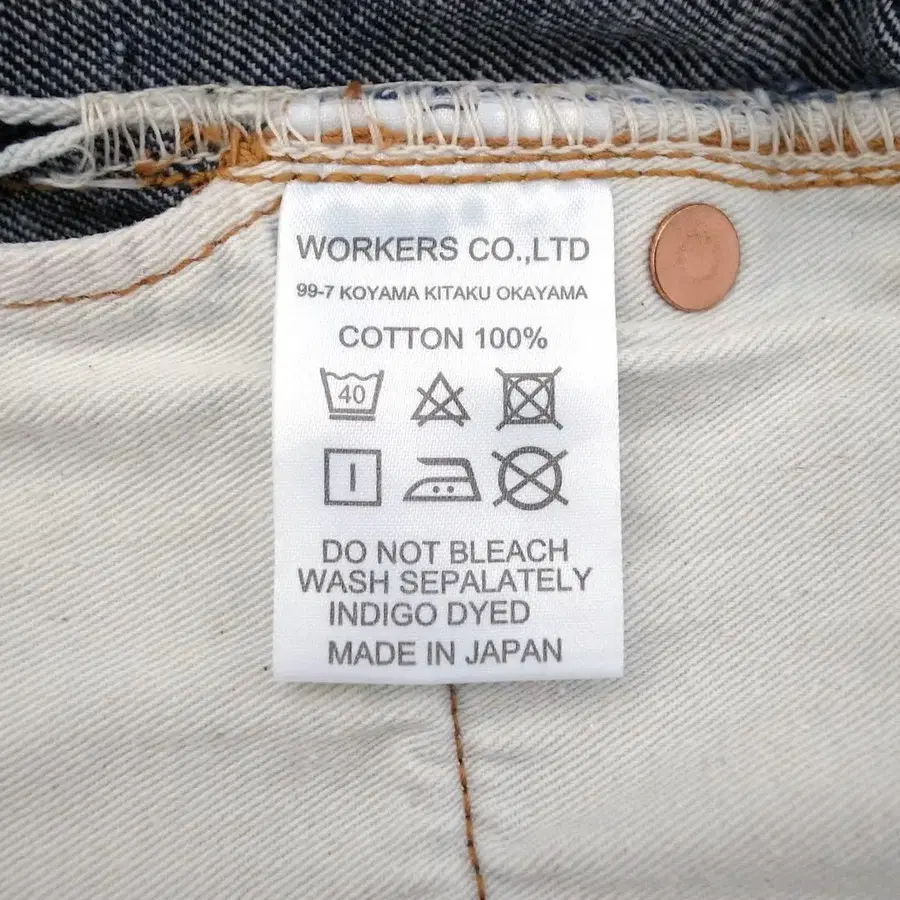 WORKERS CO.,LTD
99-7 KOYAMA KITAKU OKAYAMA
COTTON 100%
40
DO NOT BLEACH
WASH SEPALATELY
INDIGO DYED
MADE IN JAPAN